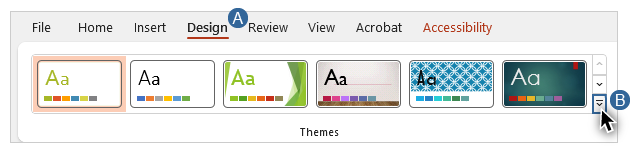 File Home Insert Design A Review View Acrobat Accessibility
Aa Aa Aa Aa Aa Aa
B
Themes